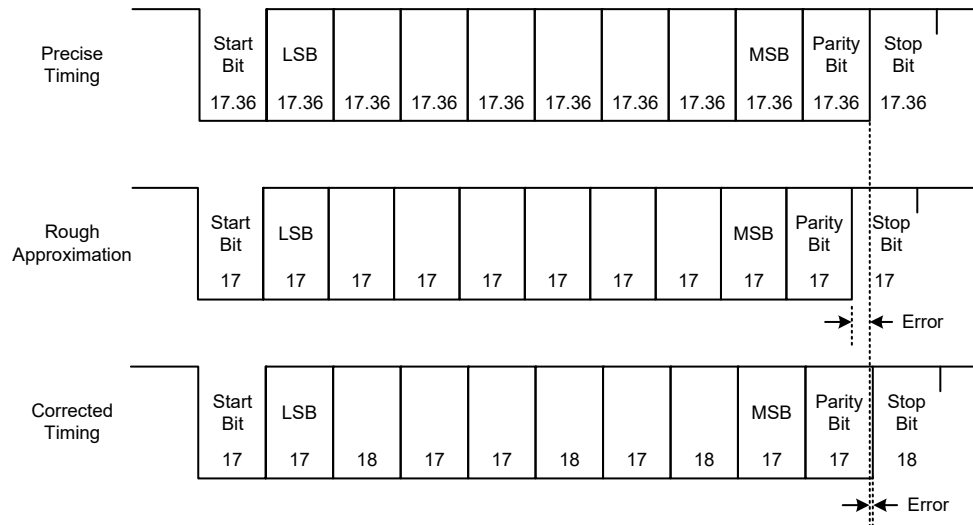 Precise
Timing
Start
Bit
LSB
MSB
Parity
Bit
Stop
Bit
17.36 17.36 17.36 17.36 17.36 17.36 17.36 17.36 17.36 17.36 17.36
Rough
Approximation
Start
Bit
LSB
MSB
Parity
Bit
Stop
Bit
17 17 17 17 17 17 17 17 17 17 17
Error
Corrected
Timing
Start
Bit
LSB
MSB
Parity
Bit
Stop
Bit
17 17 18 17 17 18 17 18 17 17 18
Error